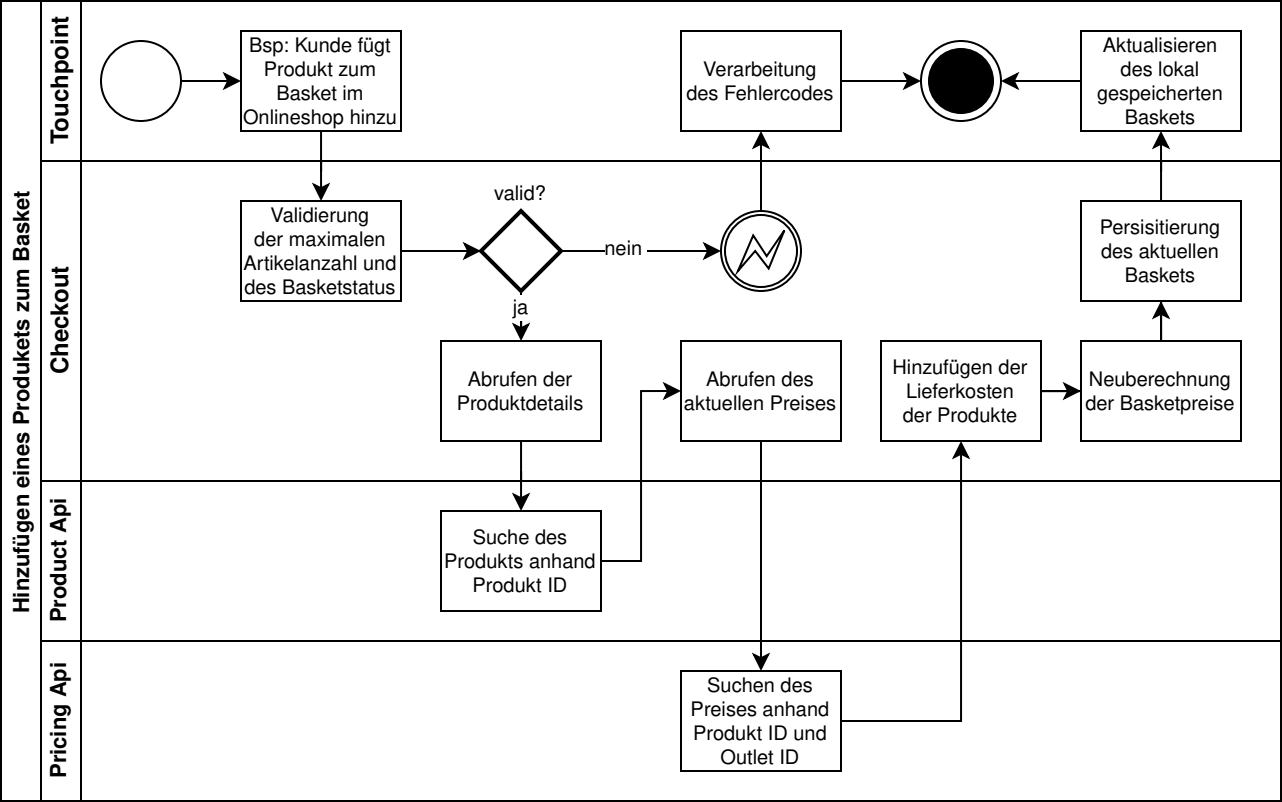 Hinzufügen eines Produkets zum Basket
Touchpoint
Bsp: Kunde fügt
Produkt zum
Basket im
Onlineshop hinzu
Verarbeitung
des Fehlercodes
Aktualisieren
des lokal
gespeicherten
Baskets
Checkout
Validierung
der maximalen
Artikelanzahl und
des Basketstatus
valid?
nein
ja
Persisitierung
des aktuellen
Baskets
Abrufen der
Produktdetails
Abrufen des
aktuellen Preises
Hinzufügen der
Lieferkosten
der Produkte
Neuberechnung
der Basketpreise
Product Api
Suche des
Produkts anhand
Produkt ID
Pricing Api
Suchen des
Preises anhand
Produkt ID und
Outlet ID